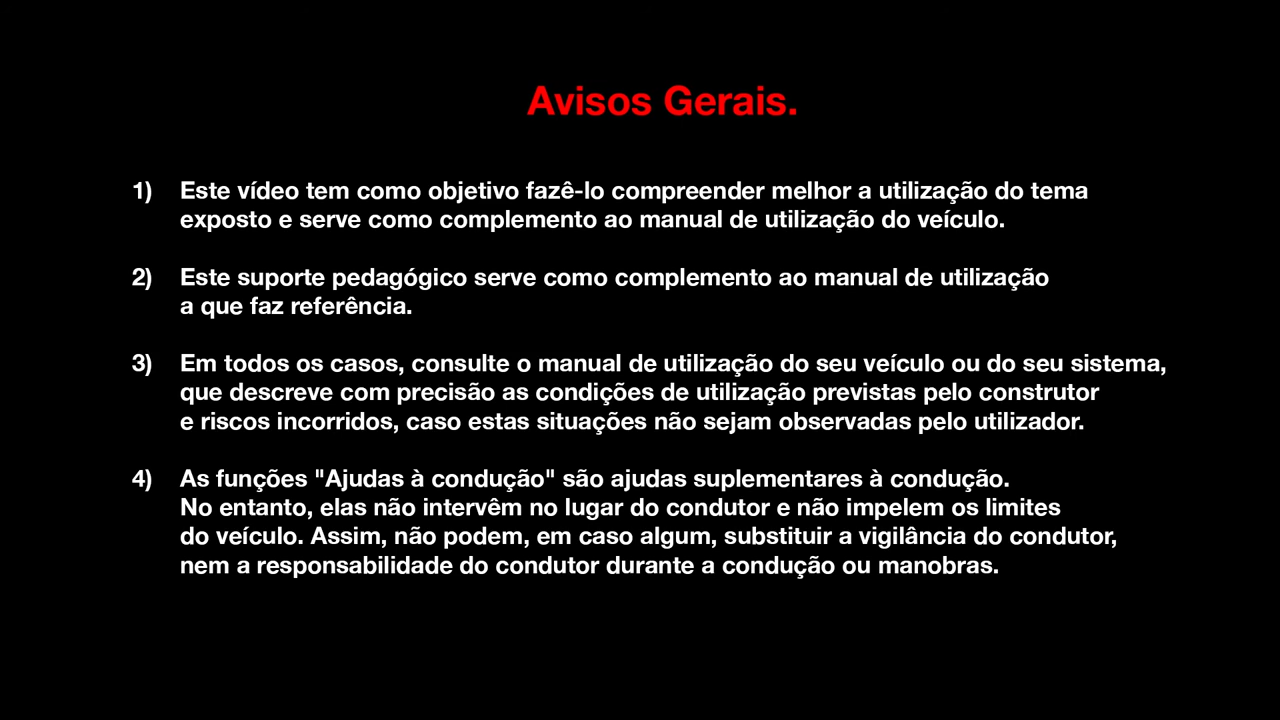 Avisos Gerais.
1) Este vídeo tem como objetivo fazê-lo compreender melhor a utilização do tema
exposto e serve como complemento ao manual de utilização do veículo.
2) Este suporte pedagógico serve como complemento ao manual de utilização
a que faz referência.
3) Em todos os casos, consulte o manual de utilização do seu veículo ou do seu sistema,
que descreve com precisão as condições de utilização previstas pelo construtor
e riscos incorridos, caso estas situações não sejam observadas pelo utilizador.
4) As funções "Ajudas à condução" são ajudas suplementares à condução.
No entanto, elas não intervêm no lugar do condutor e não impelem os limites
do veículo. Assim, não podem, em caso algum, substituir a vigilância do condutor,
nem a responsabilidade do condutor durante a condução ou manobras.